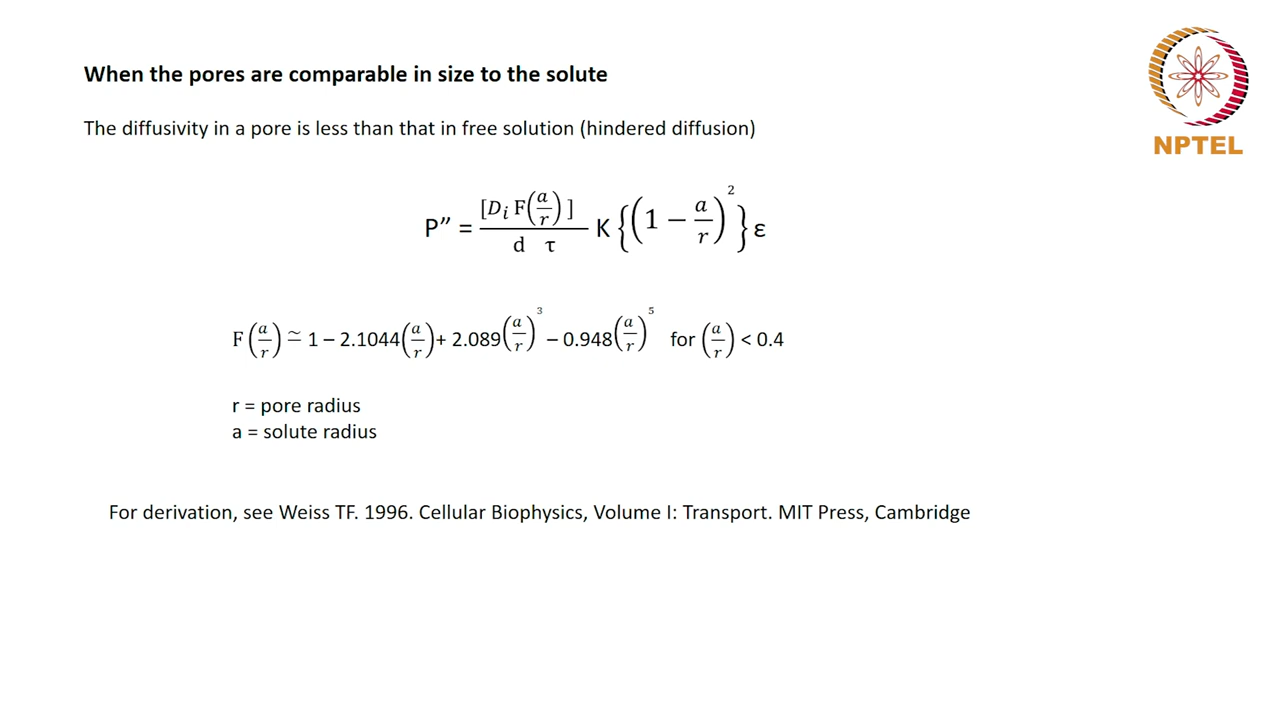 When the pores are comparable in size to the solute
NPTEL
The diffusivity in a pore is less than that in free solution (hindered diffusion)
P” = [Dᵢ F(a/r)] / d τ K{(1 − a/r)²}ε
F(a/r) ≃ 1 – 2.1044(a/r)+ 2.089(a/r)³ – 0.948(a/r)⁵ for (a/r) < 0.4
r = pore radius
a = solute radius
For derivation, see Weiss TF. 1996. Cellular Biophysics, Volume I: Transport. MIT Press, Cambridge